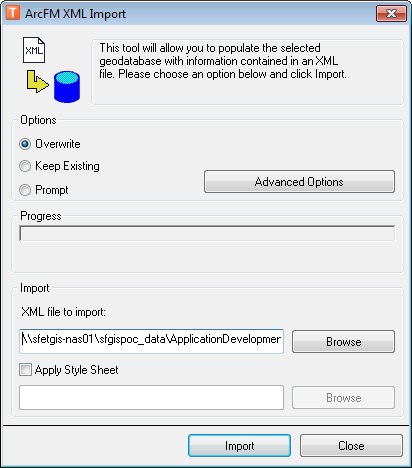 T ArcFM XML Import
XML
This tool will allow you to populate the selected
geodatabase with information contained in an XML
file. Please choose an option below and click Import.
Options
Overwrite
Keep Existing
Prompt
Advanced Options
Progress
Import
XML file to import:
\\sfetgis-nas01\sfgispoc_data\ApplicationDevelopmer
Browse
Apply Style Sheet
Browse
Import
Close